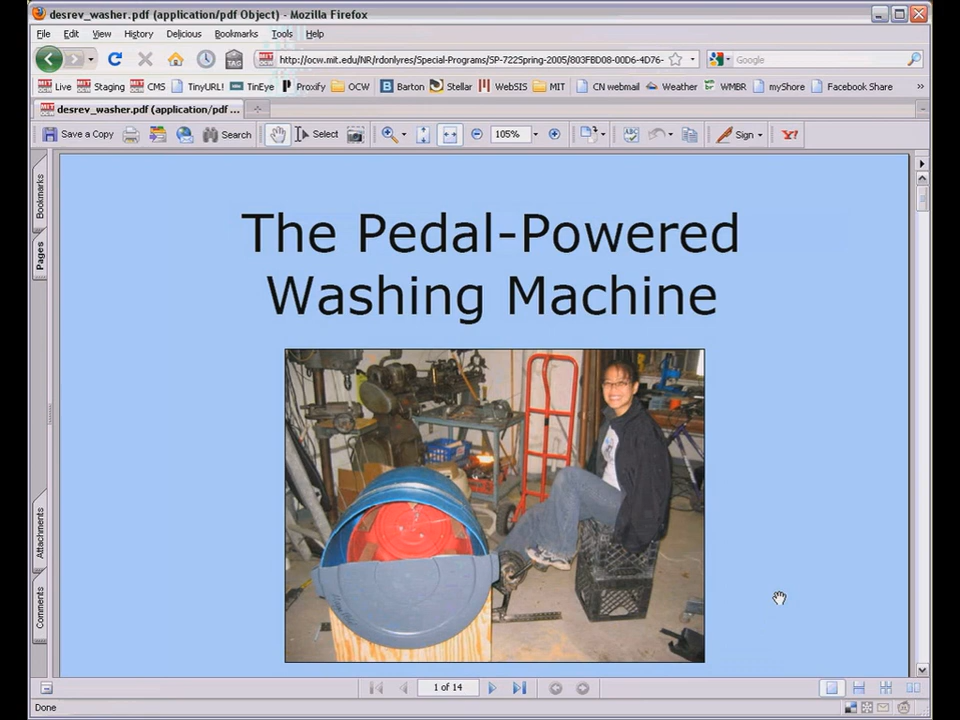 desrev_washer.pdf (application/pdf Object) - Mozilla Firefox
File Edit View History Delicious Bookmarks Tools Help
http://ocw.mit.edu/NR/rdonlyres/Special-Programs/SP-722Spring-2005/803FBD08-00D6-4D76- Google
Live Staging CMS TinyURL! TinEye Proxify OCW Barton Stellar WebSIS MIT CN webmail Weather WMBR myShore Facebook Share »
desrev_washer.pdf (application/pdf ...
Save a Copy Search Select 105% Sign Y!
Bookmarks
Pages
Attachments
Comments
The Pedal-Powered
Washing Machine
1 of 14
Done